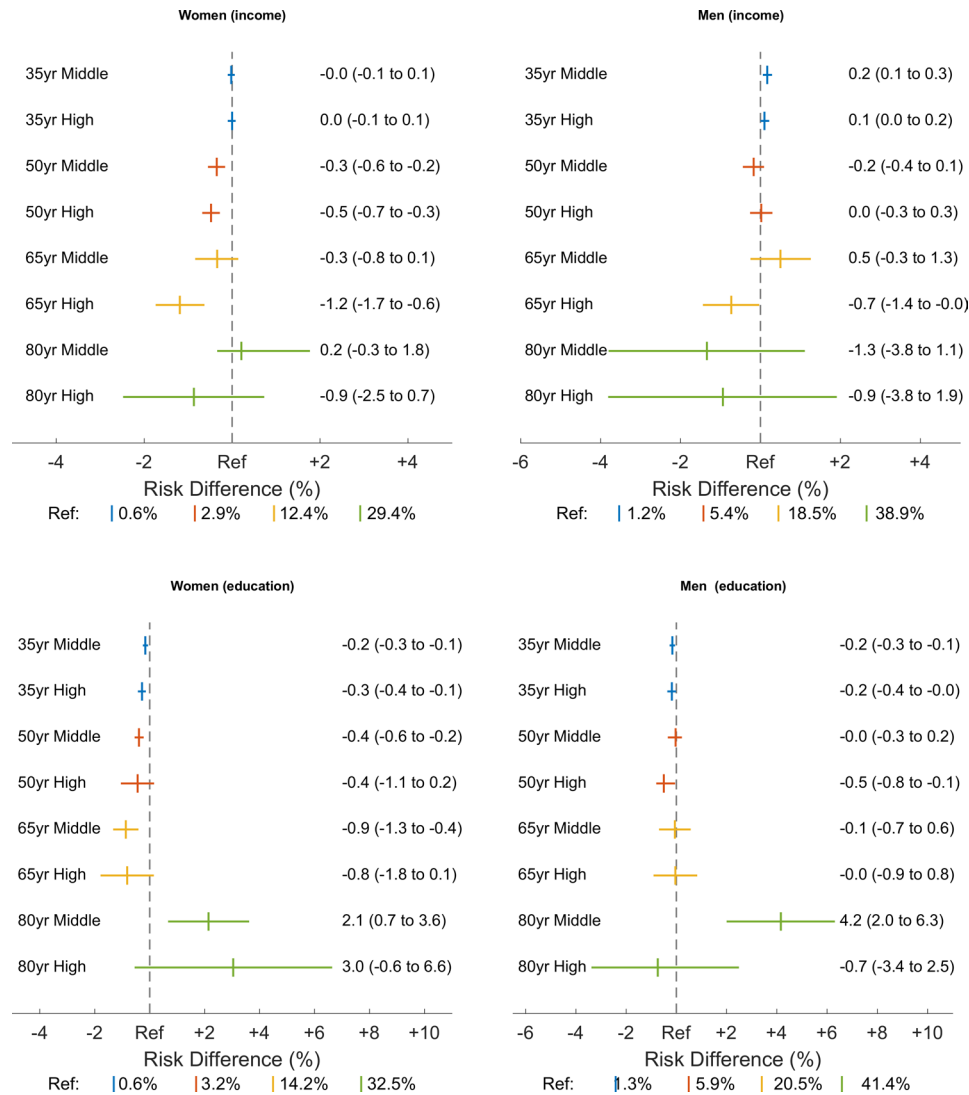 Women (income)
35yr Middle -0.0 (-0.1 to 0.1)
35yr High 0.0 (-0.1 to 0.1)
50yr Middle -0.3 (-0.6 to -0.2)
50yr High -0.5 (-0.7 to -0.3)
65yr Middle -0.3 (-0.8 to 0.1)
65yr High -1.2 (-1.7 to -0.6)
80yr Middle 0.2 (-0.3 to 1.8)
80yr High -0.9 (-2.5 to 0.7)
-4 -2 Ref +2 +4
Risk Difference (%)
Ref: 0.6% 2.9% 12.4% 29.4%
Men (income)
35yr Middle 0.2 (0.1 to 0.3)
35yr High 0.1 (0.0 to 0.2)
50yr Middle -0.2 (-0.4 to 0.1)
50yr High 0.0 (-0.3 to 0.3)
65yr Middle 0.5 (-0.3 to 1.3)
65yr High -0.7 (-1.4 to -0.0)
80yr Middle -1.3 (-3.8 to 1.1)
80yr High -0.9 (-3.8 to 1.9)
-6 -4 -2 Ref +2 +4
Risk Difference (%)
Ref: 1.2% 5.4% 18.5% 38.9%
Women (education)
35yr Middle -0.2 (-0.3 to -0.1)
35yr High -0.3 (-0.4 to -0.1)
50yr Middle -0.4 (-0.6 to -0.2)
50yr High -0.4 (-1.1 to 0.2)
65yr Middle -0.9 (-1.3 to -0.4)
65yr High -0.8 (-1.8 to 0.1)
80yr Middle 2.1 (0.7 to 3.6)
80yr High 3.0 (-0.6 to 6.6)
-4 -2 Ref +2 +4 +6 +8 +10
Risk Difference (%)
Ref: 0.6% 3.2% 14.2% 32.5%
Men (education)
35yr Middle -0.2 (-0.3 to -0.1)
35yr High -0.2 (-0.4 to -0.0)
50yr Middle -0.0 (-0.3 to 0.2)
50yr High -0.5 (-0.8 to -0.1)
65yr Middle -0.1 (-0.7 to 0.6)
65yr High -0.0 (-0.9 to 0.8)
80yr Middle 4.2 (2.0 to 6.3)
80yr High -0.7 (-3.4 to 2.5)
-6 -4 -2 Ref +2 +4 +6 +8 +10
Risk Difference (%)
Ref: 1.3% 5.9% 20.5% 41.4%